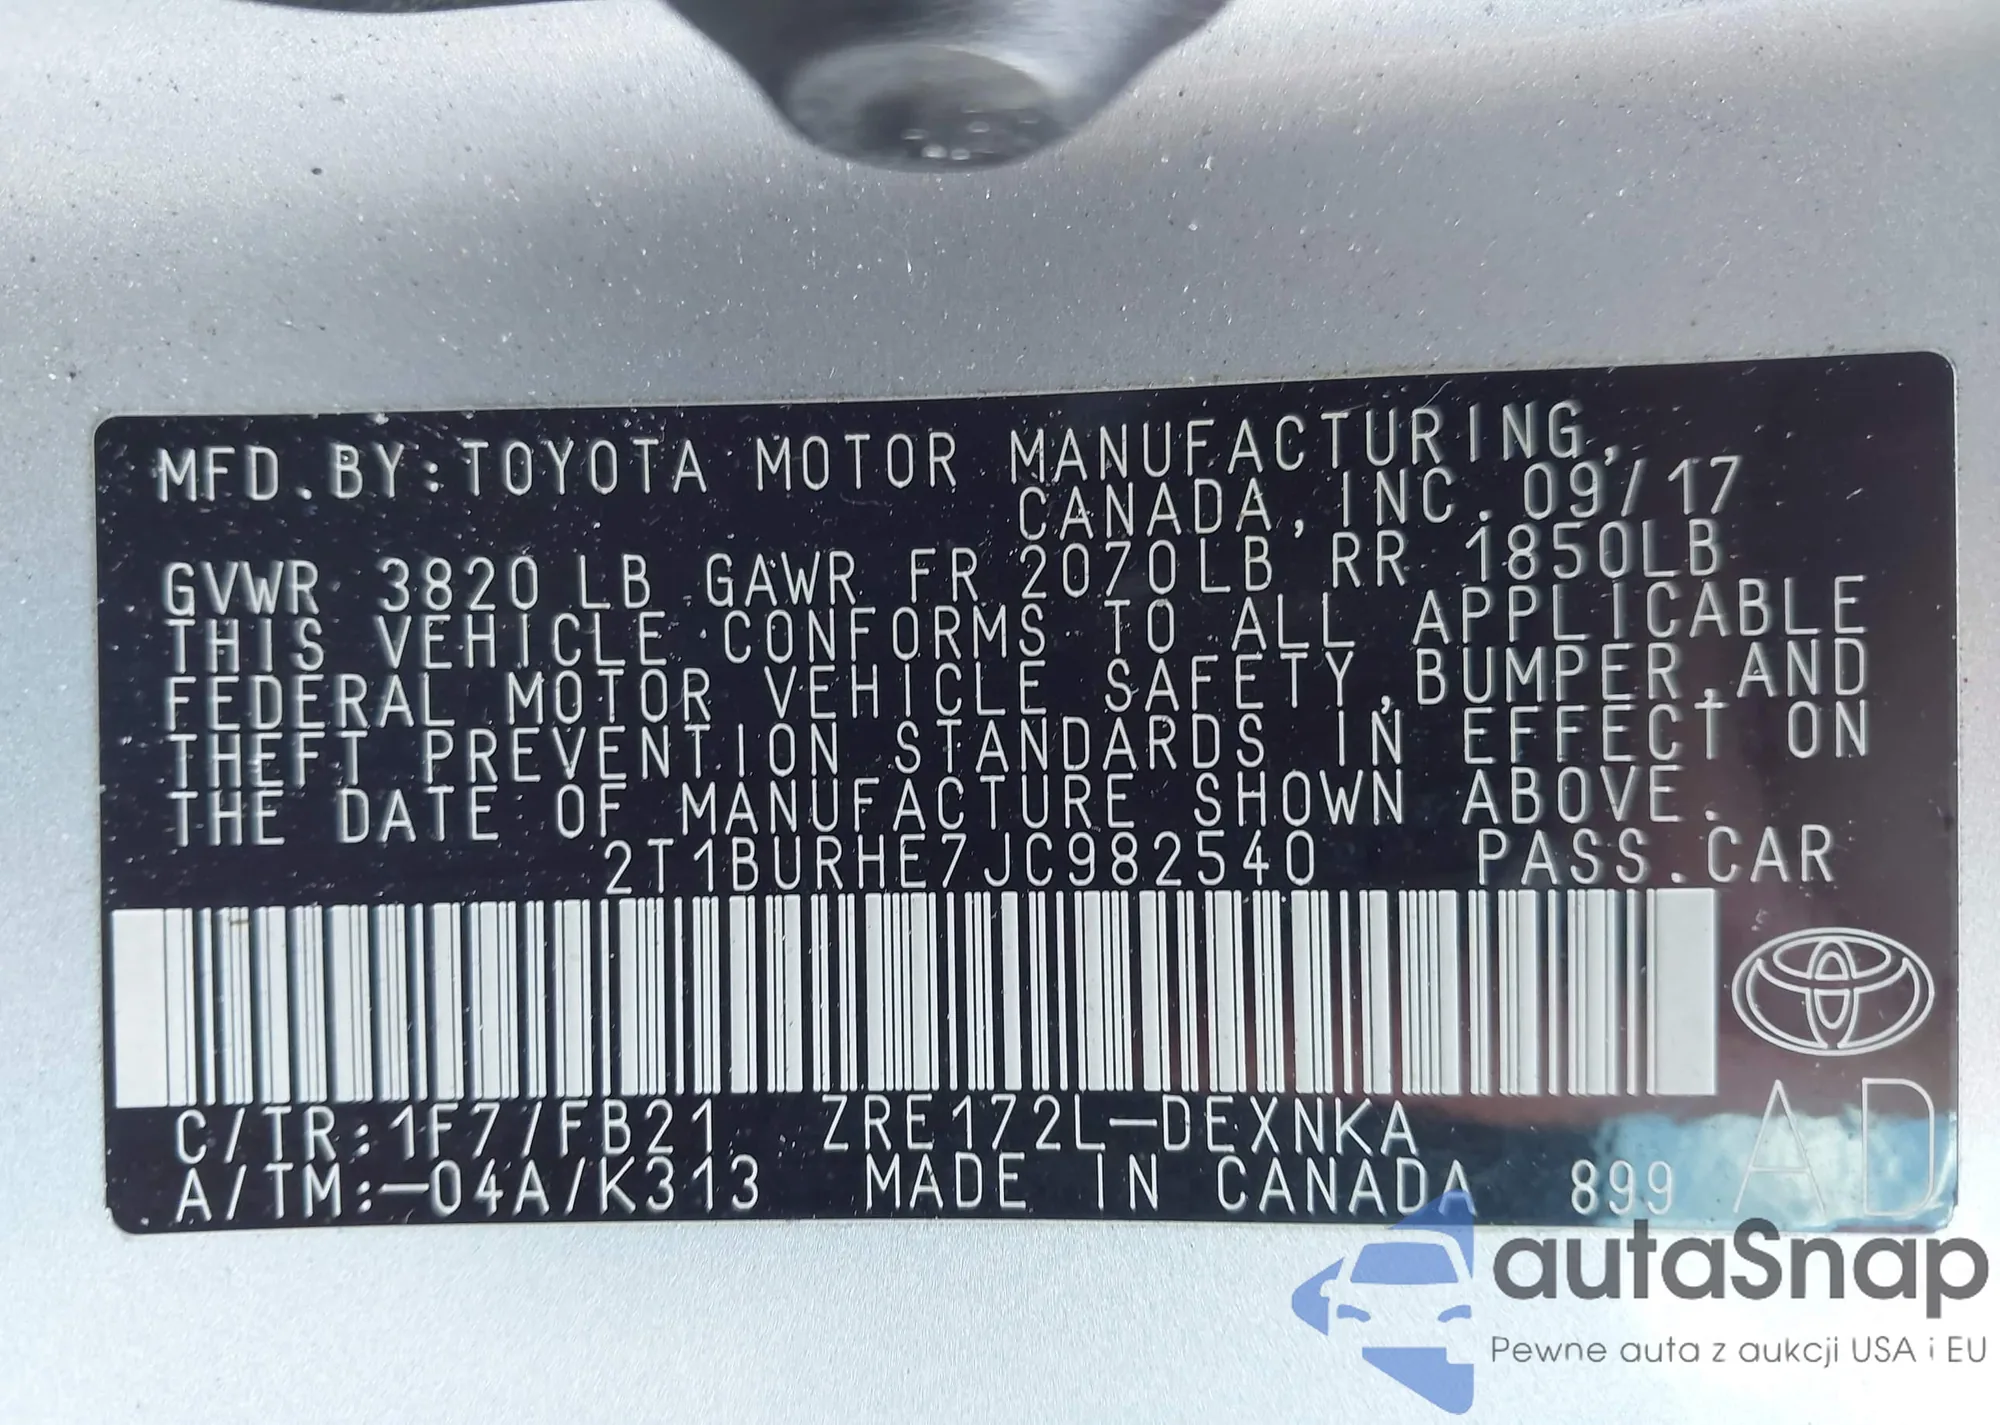 MFD.BY:TOYOTA MOTOR MANUFACTURING,
CANADA, INC. 09/17
GVWR 3820 LB GAWR FR 2070LB RR 1850LB
THIS VEHICLE CONFORMS TO ALL APPLICABLE
FEDERAL MOTOR VEHICLE SAFETY,BUMPER,AND
THEFT PREVENTION STANDARDS IN EFFECT ON
THE DATE OF MANUFACTURE SHOWN ABOVE.
2T1BURHE7JC982540 PASS.CAR
C/TR:1F7/FB21 ZRE172L-DEXNKA
A/TM:-04A/K313 MADE IN CANADA 899
AD
autaSnap
Pewne auta z aukcji USA i EU